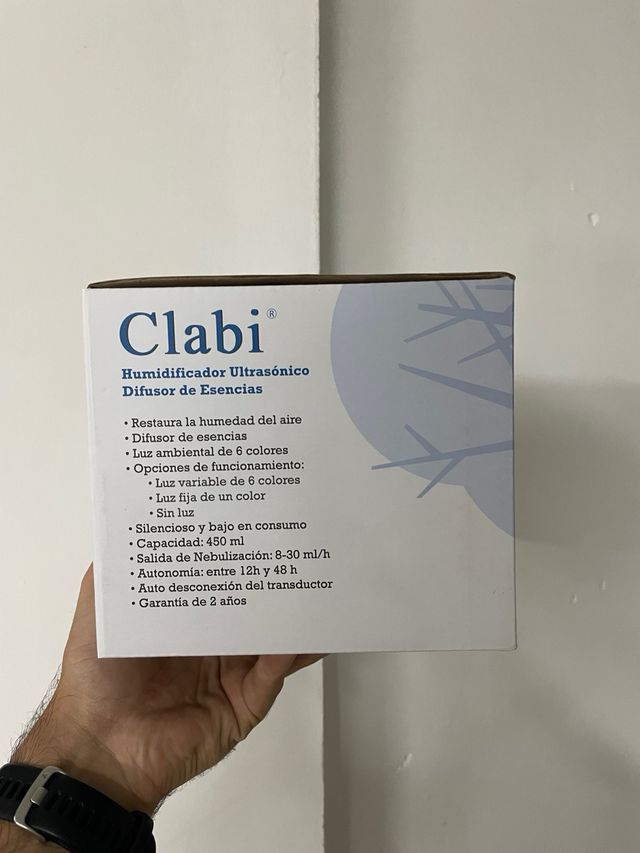 Clabi®
Humidificador Ultrasónico
Difusor de Esencias
• Restaura la humedad del aire
• Difusor de esencias
• Luz ambiental de 6 colores
• Opciones de funcionamiento:
• Luz variable de 6 colores
• Luz fija de un color
• Sin luz
• Silencioso y bajo en consumo
• Capacidad: 450 ml
• Salida de Nebulización: 8-30 ml/h
• Autonomía: entre 12h y 48 h
• Auto desconexión del transductor
• Garantía de 2 años